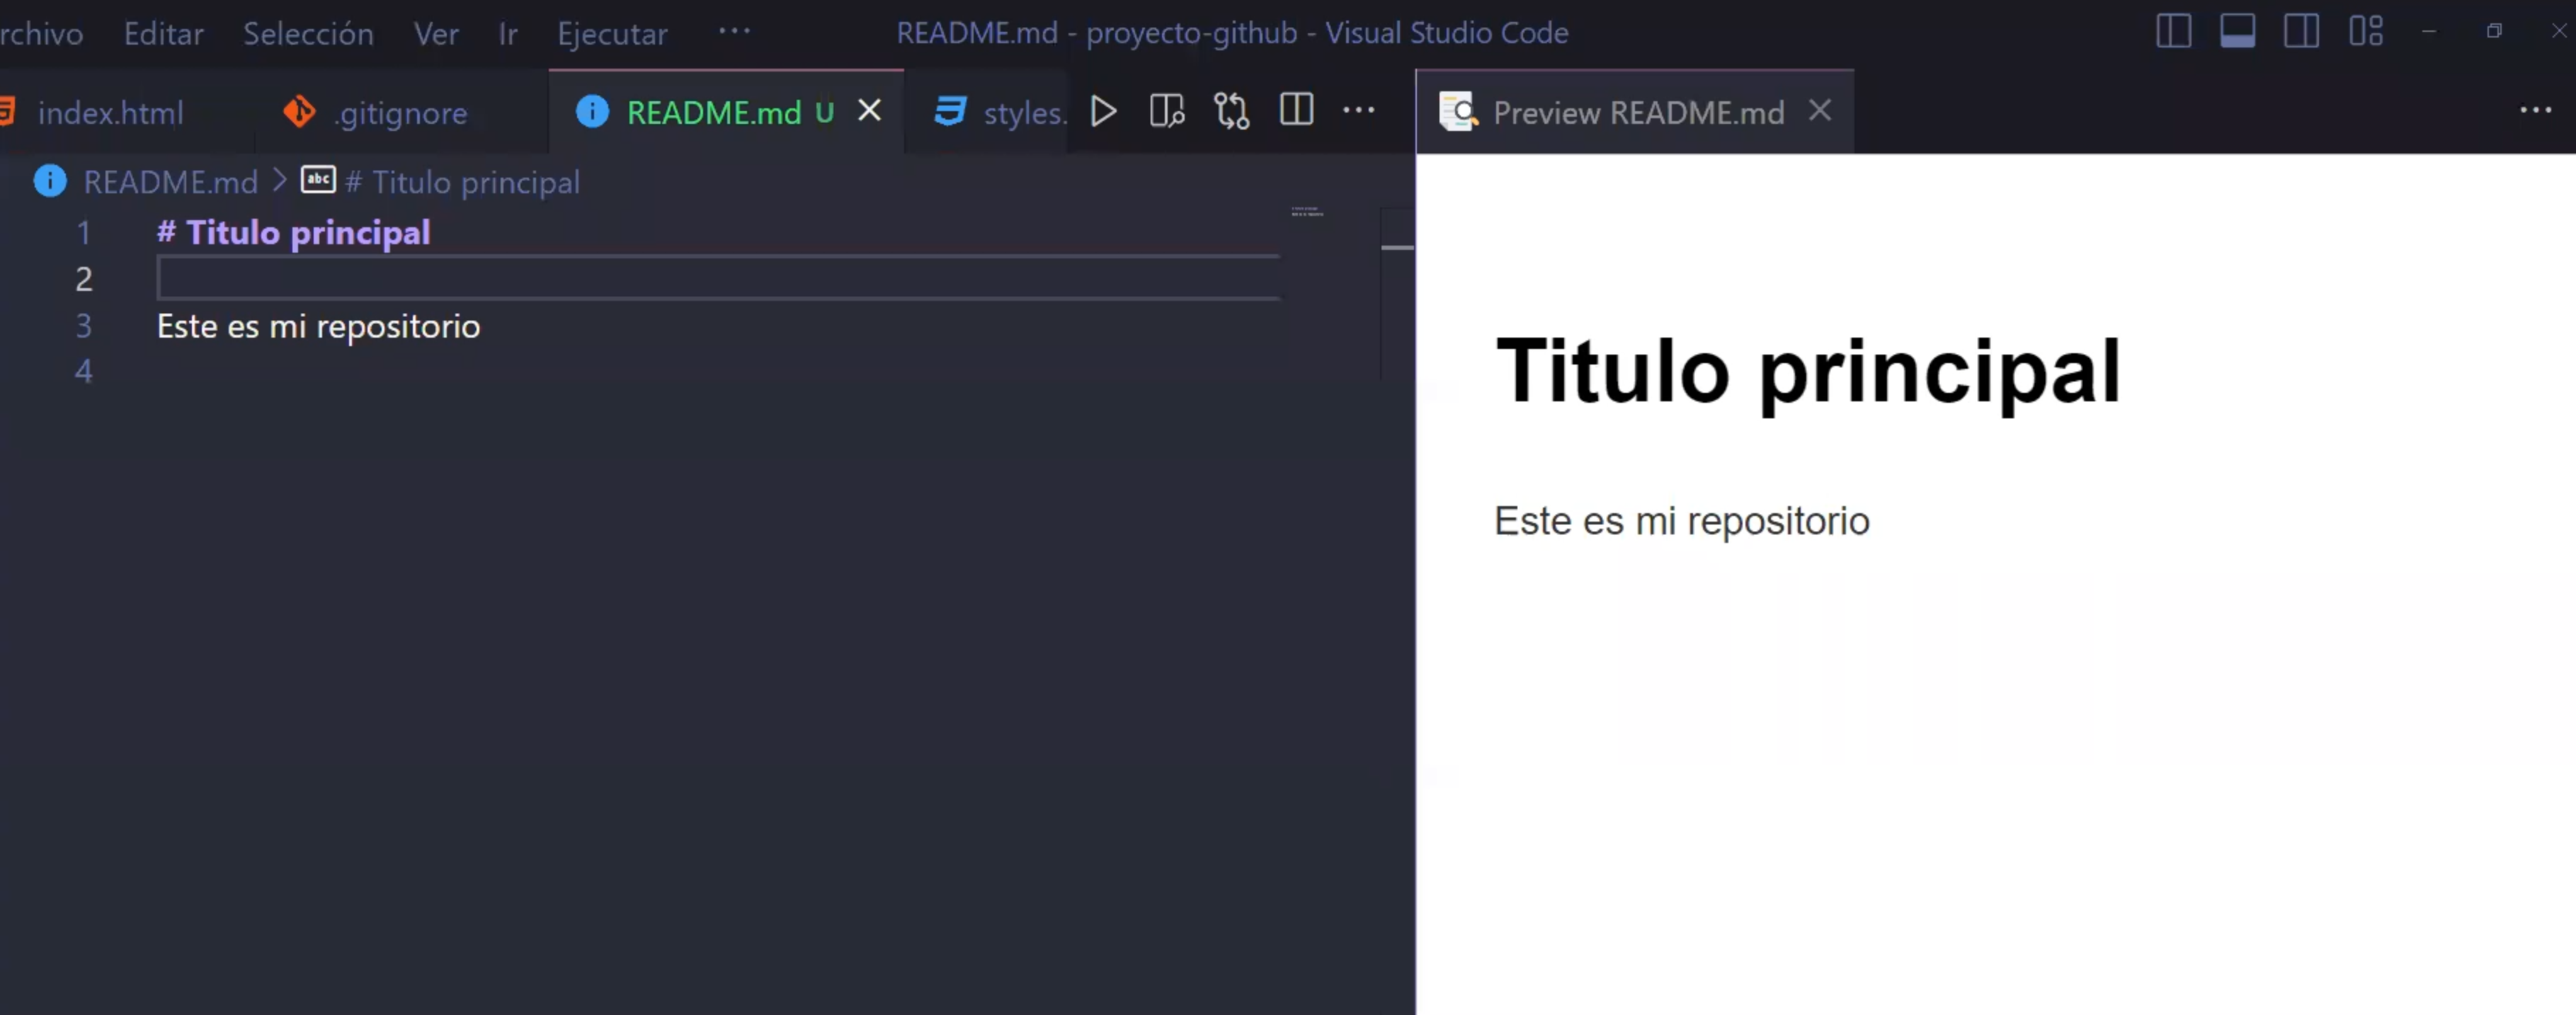 rchivo Editar Selección Ver Ir Ejecutar ··· README.md - proyecto-github - Visual Studio Code
index.html .gitignore README.md U styles. ··· Preview README.md ···
README.md > abc # Titulo principal
1 # Titulo principal
2
3 Este es mi repositorio
4
Titulo principal
Este es mi repositorio